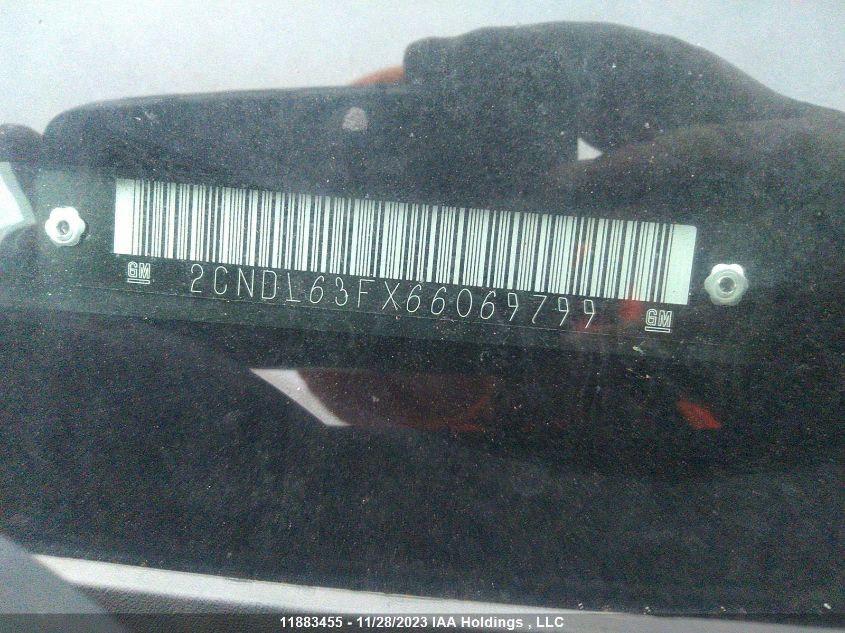 GM 2CNDL63FX66069799 GM
11883455 - 11/28/2023 IAA Holdings , LLC